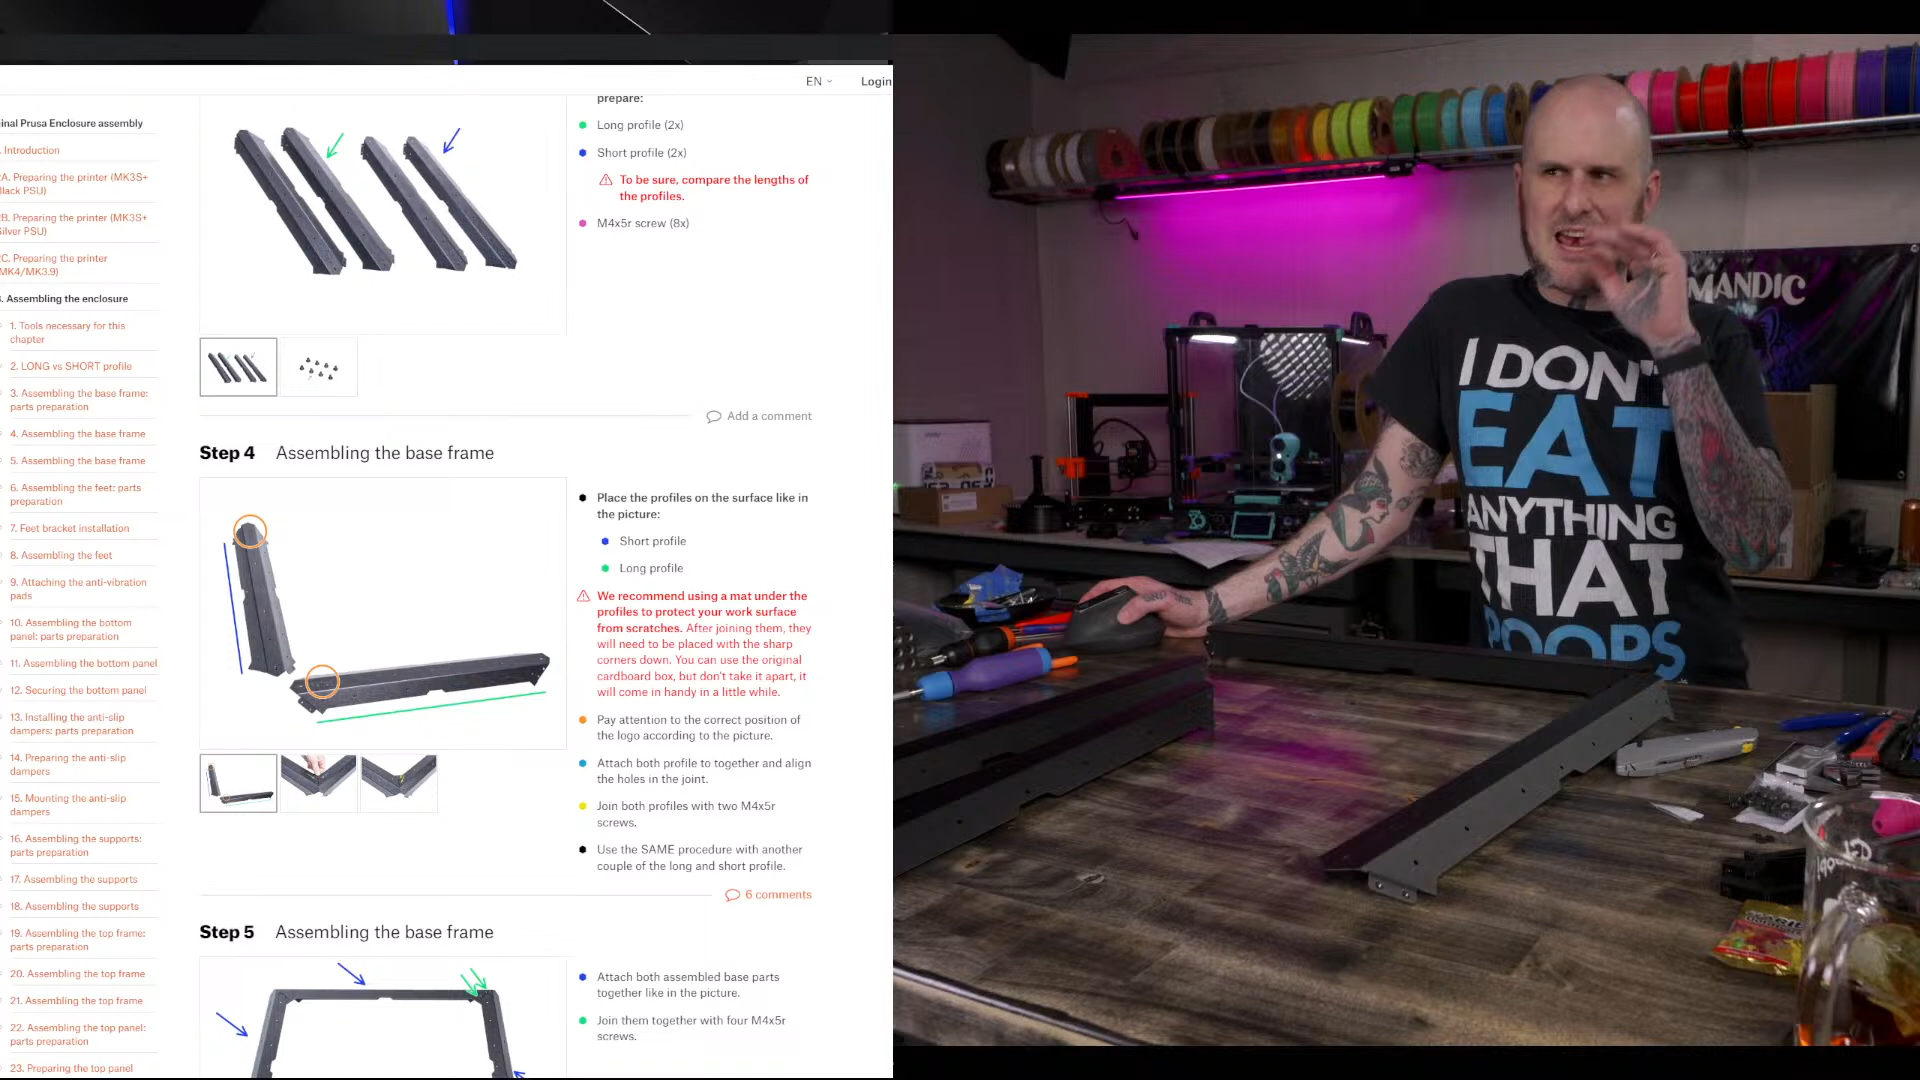 EN
Login
inal Prusa Enclosure assembly
. Introduction
A. Preparing the printer (MK3S+
lack PSU)
B. Preparing the printer (MK3S+
ilver PSU)
C. Preparing the printer
MK4/MK3.9)
. Assembling the enclosure
1. Tools necessary for this
chapter
2. LONG vs SHORT profile
3. Assembling the base frame:
parts preparation
4. Assembling the base frame
5. Assembling the base frame
6. Assembling the feet: parts
preparation
7. Feet bracket installation
8. Assembling the feet
9. Attaching the anti-vibration
pads
10. Assembling the bottom
panel: parts preparation
11. Assembling the bottom panel
12. Securing the bottom panel
13. Installing the anti-slip
dampers: parts preparation
14. Preparing the anti-slip
dampers
15. Mounting the anti-slip
dampers
16. Assembling the supports:
parts preparation
17. Assembling the supports
18. Assembling the supports
19. Assembling the top frame:
parts preparation
20. Assembling the top frame
21. Assembling the top frame
22. Assembling the top panel:
parts preparation
23. Preparing the top panel
prepare:
Long profile (2x)
Short profile (2x)
To be sure, compare the lengths of
the profiles.
M4x5r screw (8x)
Add a comment
Step 4 Assembling the base frame
Place the profiles on the surface like in
the picture:
Short profile
Long profile
We recommend using a mat under the
profiles to protect your work surface
from scratches. After joining them, they
will need to be placed with the sharp
corners down. You can use the original
cardboard box, but don't take it apart, it
will come in handy in a little while.
Pay attention to the correct position of
the logo according to the picture.
Attach both profile to together and align
the holes in the joint.
Join both profiles with two M4x5r
screws.
Use the SAME procedure with another
couple of the long and short profile.
6 comments
Step 5 Assembling the base frame
Attach both assembled base parts
together like in the picture.
Join them together with four M4x5r
screws.
MANDIC
I DON'T
EAT
ANYTHING
THAT
POOPS